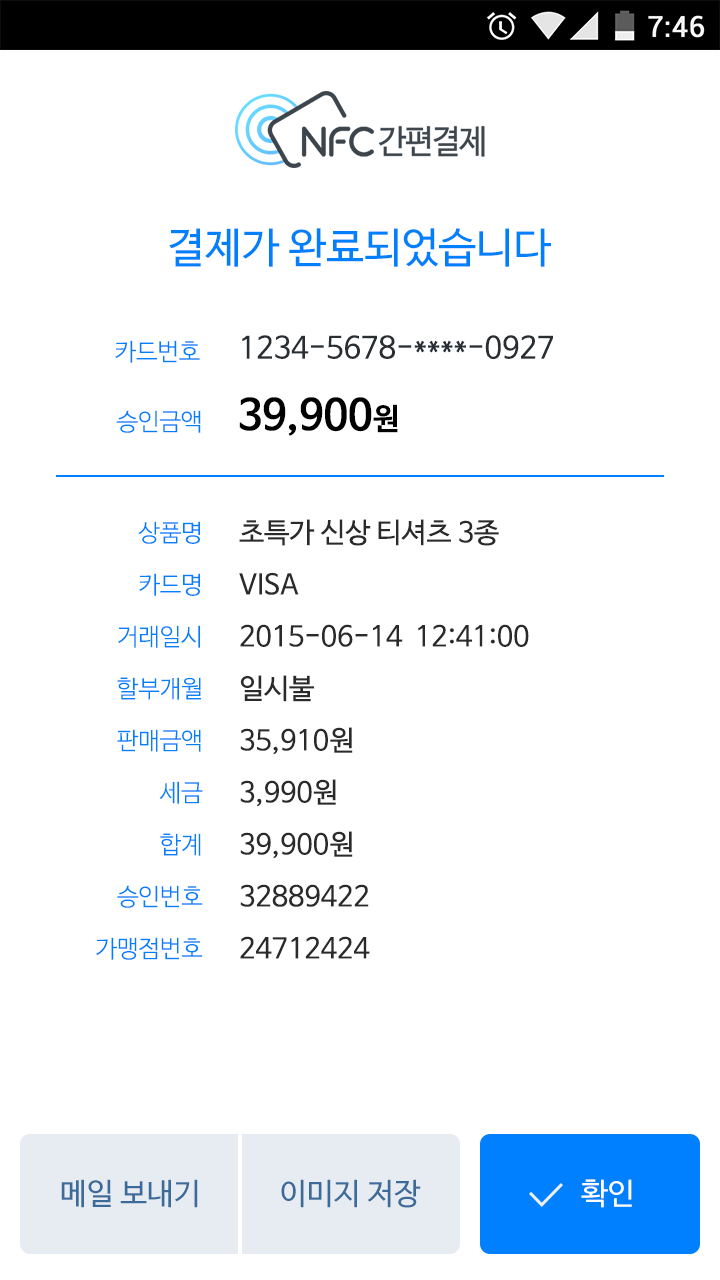 7:46
NFC 간편결제
결제가 완료되었습니다
카드번호 1234-5678-****-0927
승인금액 39,900원
상품명 초특가 신상 티셔츠 3종
카드명 VISA
거래일시 2015-06-14 12:41:00
할부개월 일시불
판매금액 35,910원
세금 3,990원
합계 39,900원
승인번호 32889422
가맹점번호 24712424
메일 보내기 이미지 저장 확인